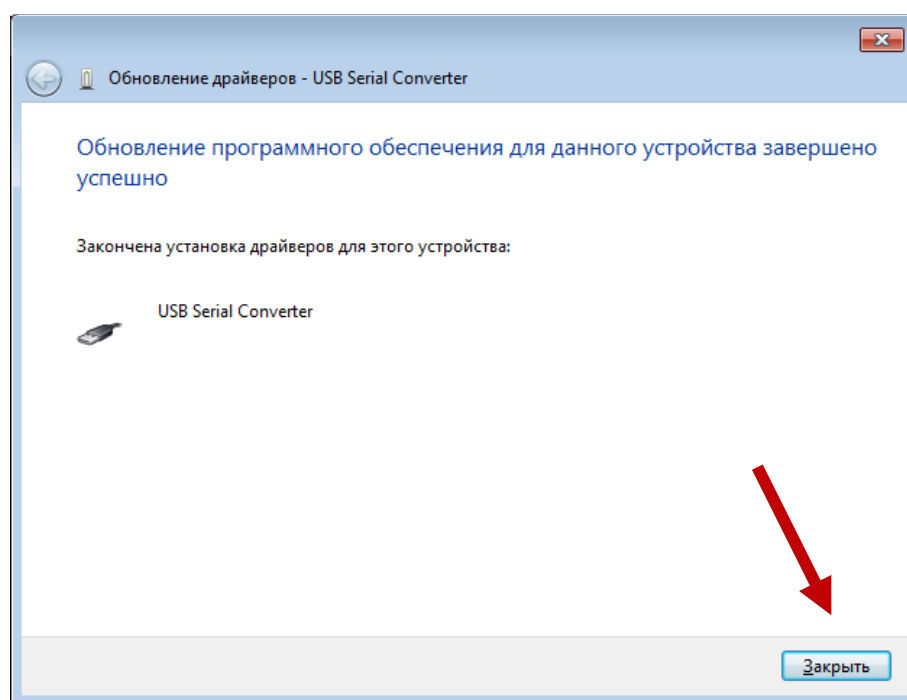 Обновление драйверов - USB Serial Converter
Обновление программного обеспечения для данного устройства завершено
успешно
Закончена установка драйверов для этого устройства:
USB Serial Converter
Закрыть